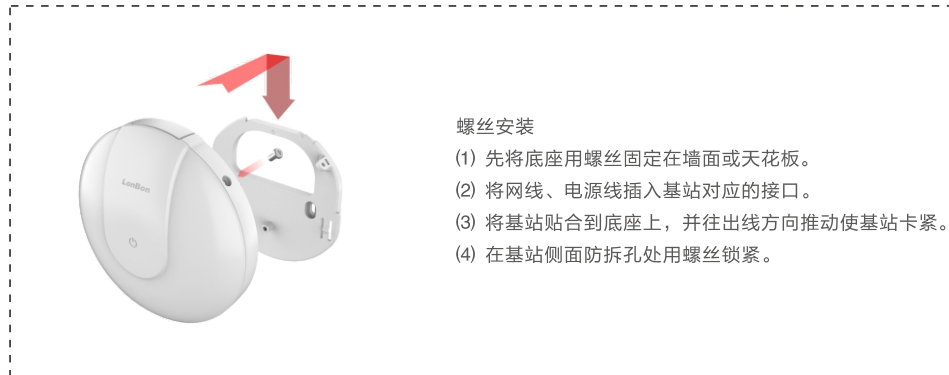 LonBon
螺丝安装
⑴ 先将底座用螺丝固定在墙面或天花板。
⑵ 将网线、电源线插入基站对应的接口。
⑶ 将基站贴合到底座上，并往出线方向推动使基站卡紧。
⑷ 在基站侧面防拆孔处用螺丝锁紧。